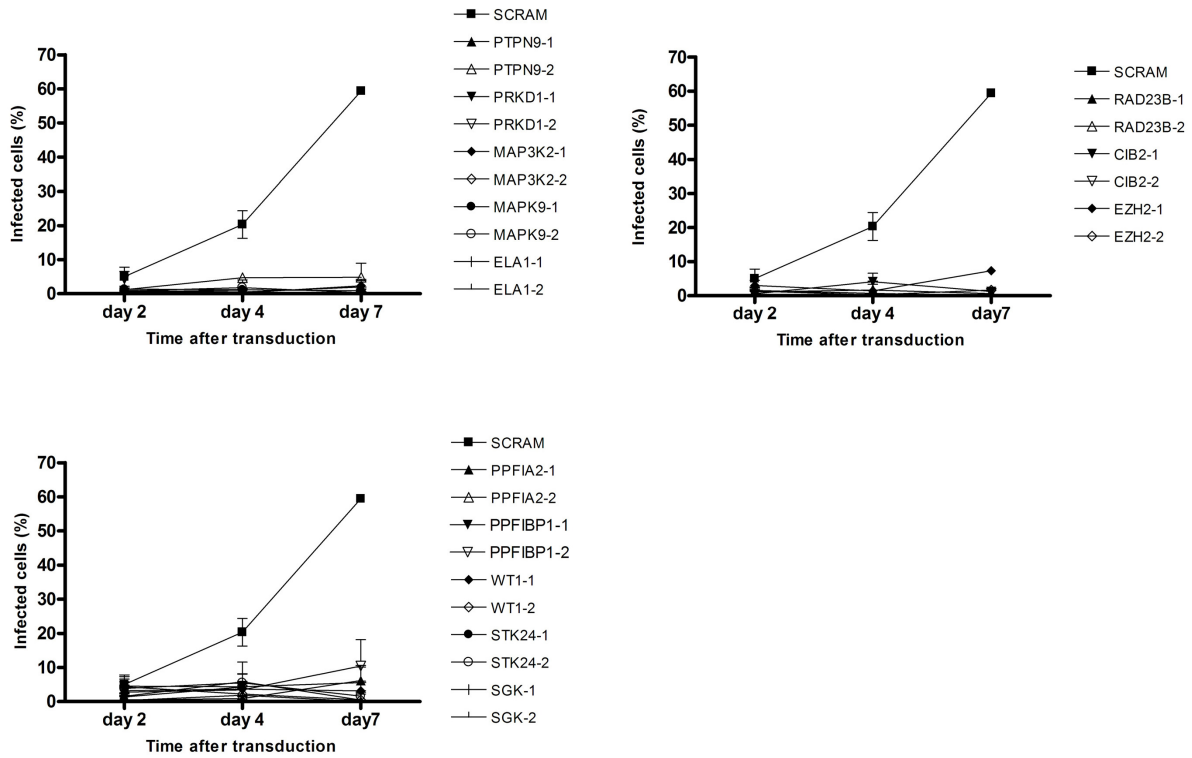 SCRAM
PTPN9-1
PTPN9-2
PRKD1-1
PRKD1-2
MAP3K2-1
MAP3K2-2
MAPK9-1
MAPK9-2
ELA1-1
ELA1-2
Infected cells (%)
70
60
50
40
30
20
10
0
day 2
day 4
day 7
Time after transduction
SCRAM
RAD23B-1
RAD23B-2
CIB2-1
CIB2-2
EZH2-1
EZH2-2
Infected cells (%)
70
60
50
40
30
20
10
0
day 2
day 4
day7
Time after transduction
SCRAM
PPFIA2-1
PPFIA2-2
PPFIBP1-1
PPFIBP1-2
WT1-1
WT1-2
STK24-1
STK24-2
SGK-1
SGK-2
Infected cells (%)
70
60
50
40
30
20
10
0
day 2
day 4
day7
Time after transduction